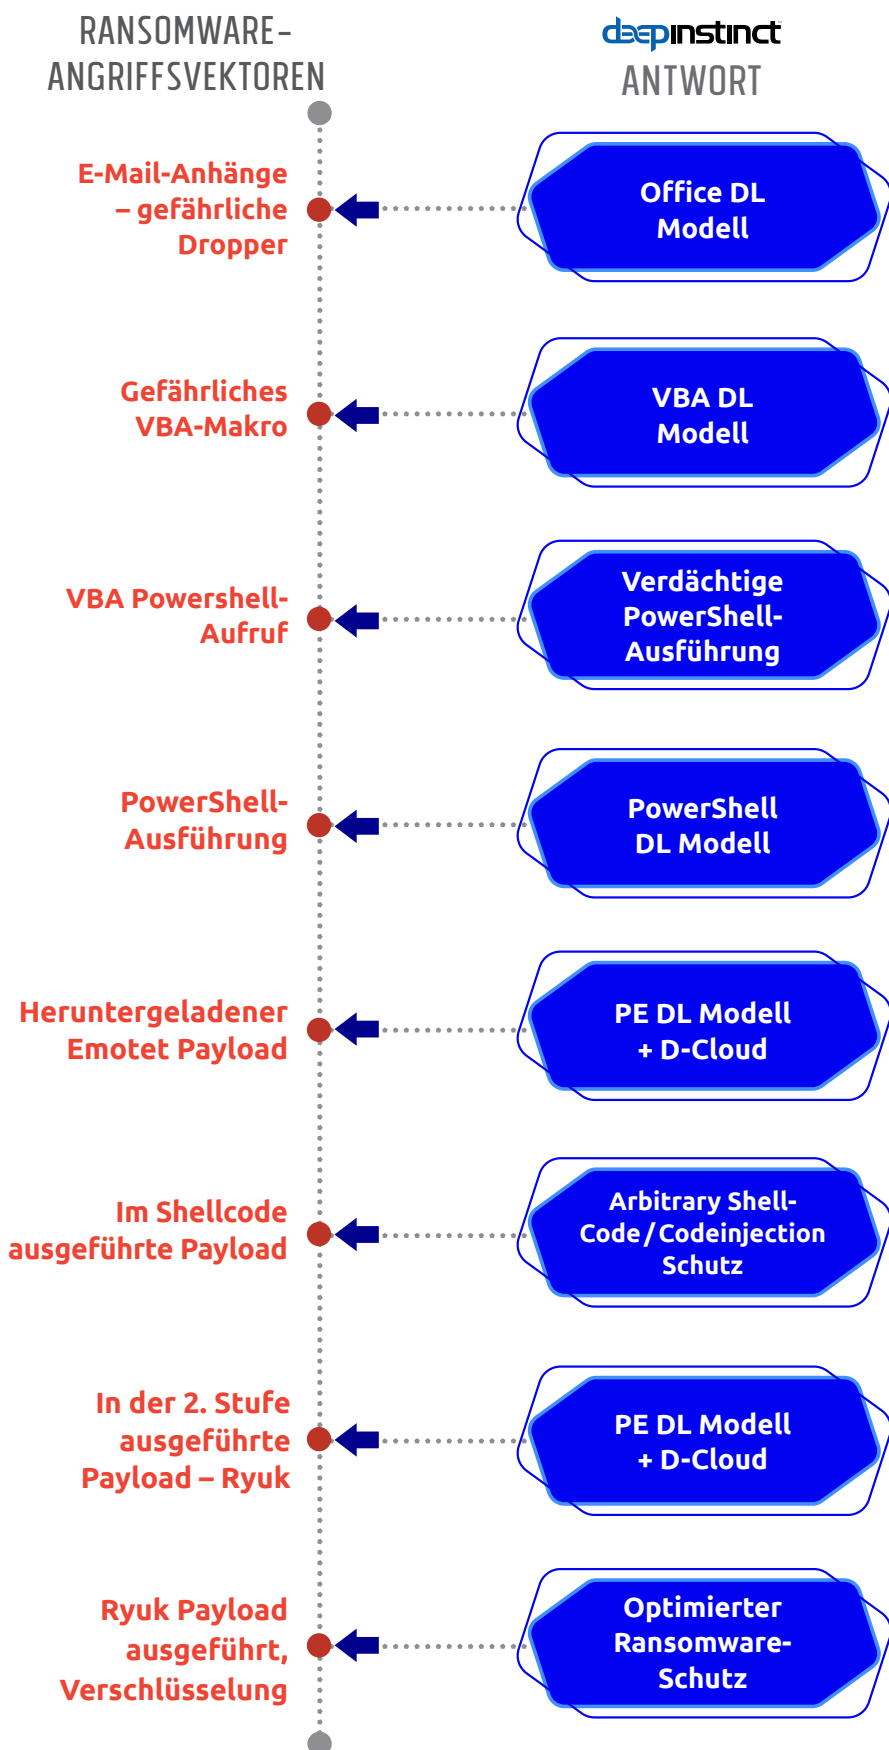 RANSOMWARE-
ANGRIFFSVEKTOREN
deepinstinct
ANTWORT
E-Mail-Anhänge
– gefährliche
Dropper
Office DL
Modell
Gefährliches
VBA-Makro
VBA DL
Modell
VBA Powershell-
Aufruf
Verdächtige
PowerShell-
Ausführung
PowerShell-
Ausführung
PowerShell
DL Modell
Heruntergeladener
Emotet Payload
PE DL Modell
+ D-Cloud
Im Shellcode
ausgeführte Payload
Arbitrary Shell-
Code/Codeinjection
Schutz
In der 2. Stufe
ausgeführte
Payload – Ryuk
PE DL Modell
+ D-Cloud
Ryuk Payload
ausgeführt,
Verschlüsselung
Optimierter
Ransomware-
Schutz